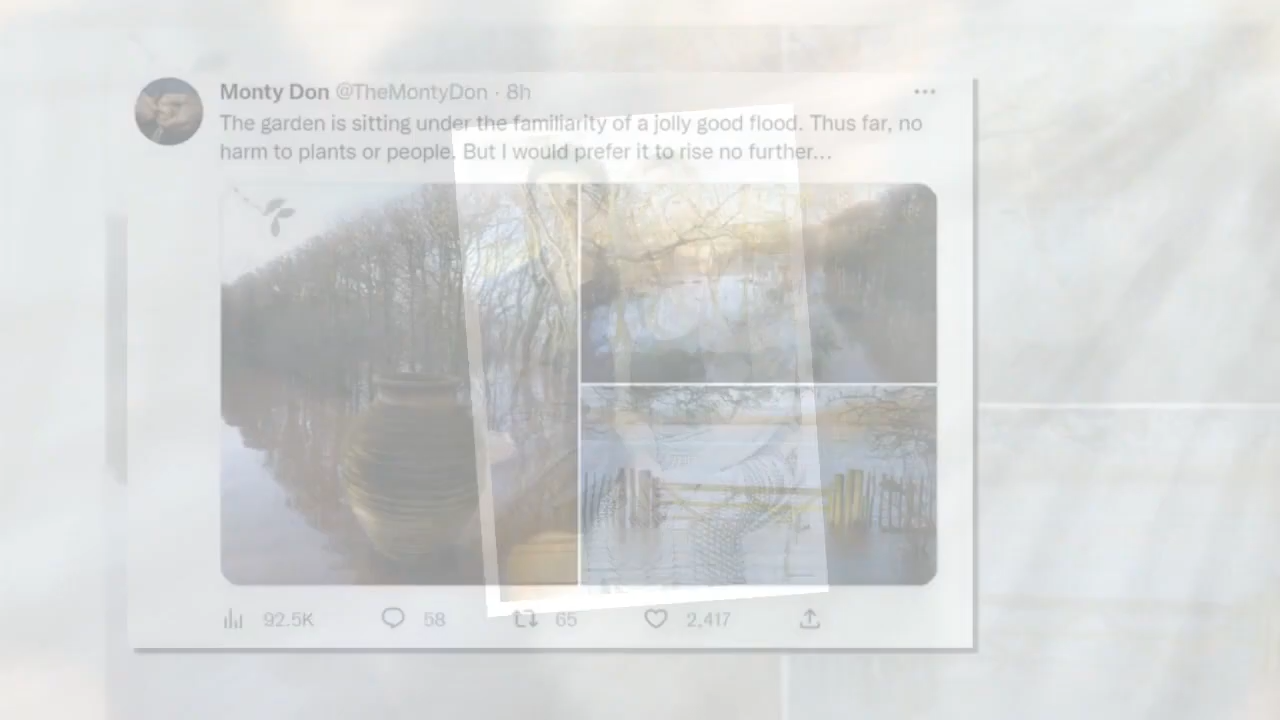 Monty Don @TheMontyDon · 8h
The garden is sitting under the familiarity of a jolly good flood. Thus far, no
harm to plants or people. But I would prefer it to rise no further...
92.5K 58 65 2,417